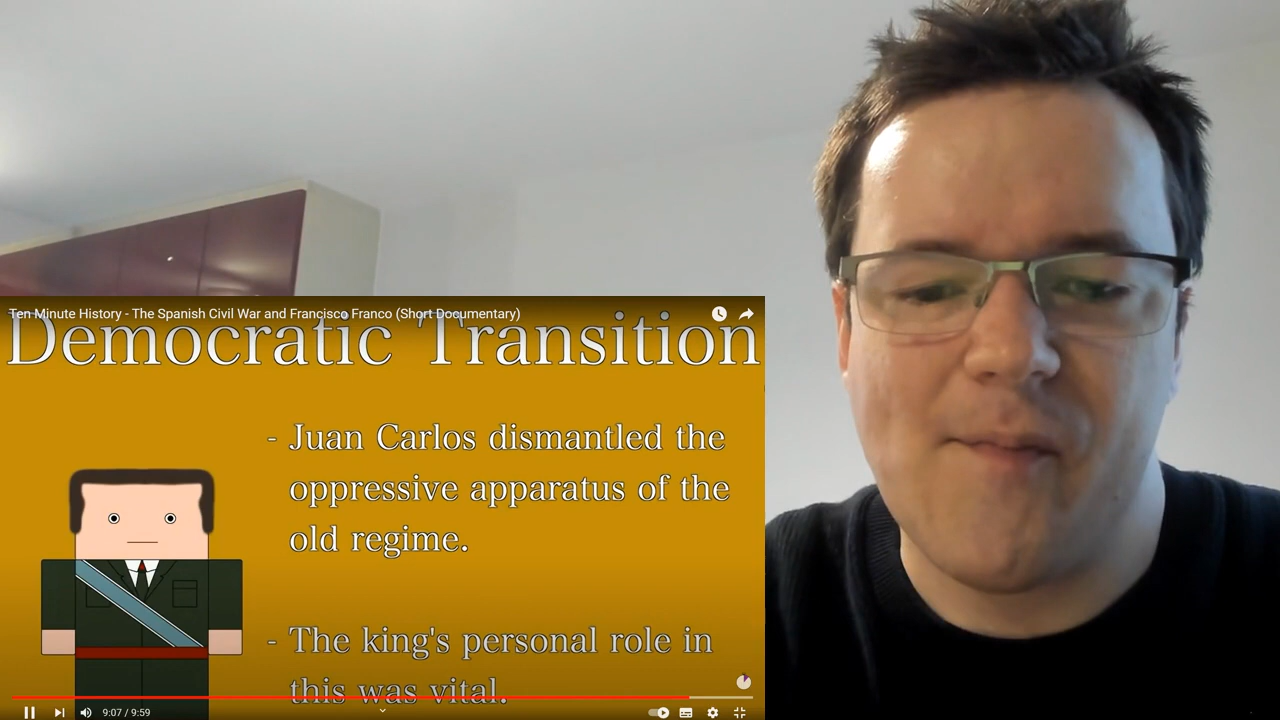 Ten Minute History - The Spanish Civil War and Francisco Franco (Short Documentary)
Democratic Transition
- Juan Carlos dismantled the
oppressive apparatus of the
old regime.
- The king's personal role in
this was vital.
9:07 / 9:59